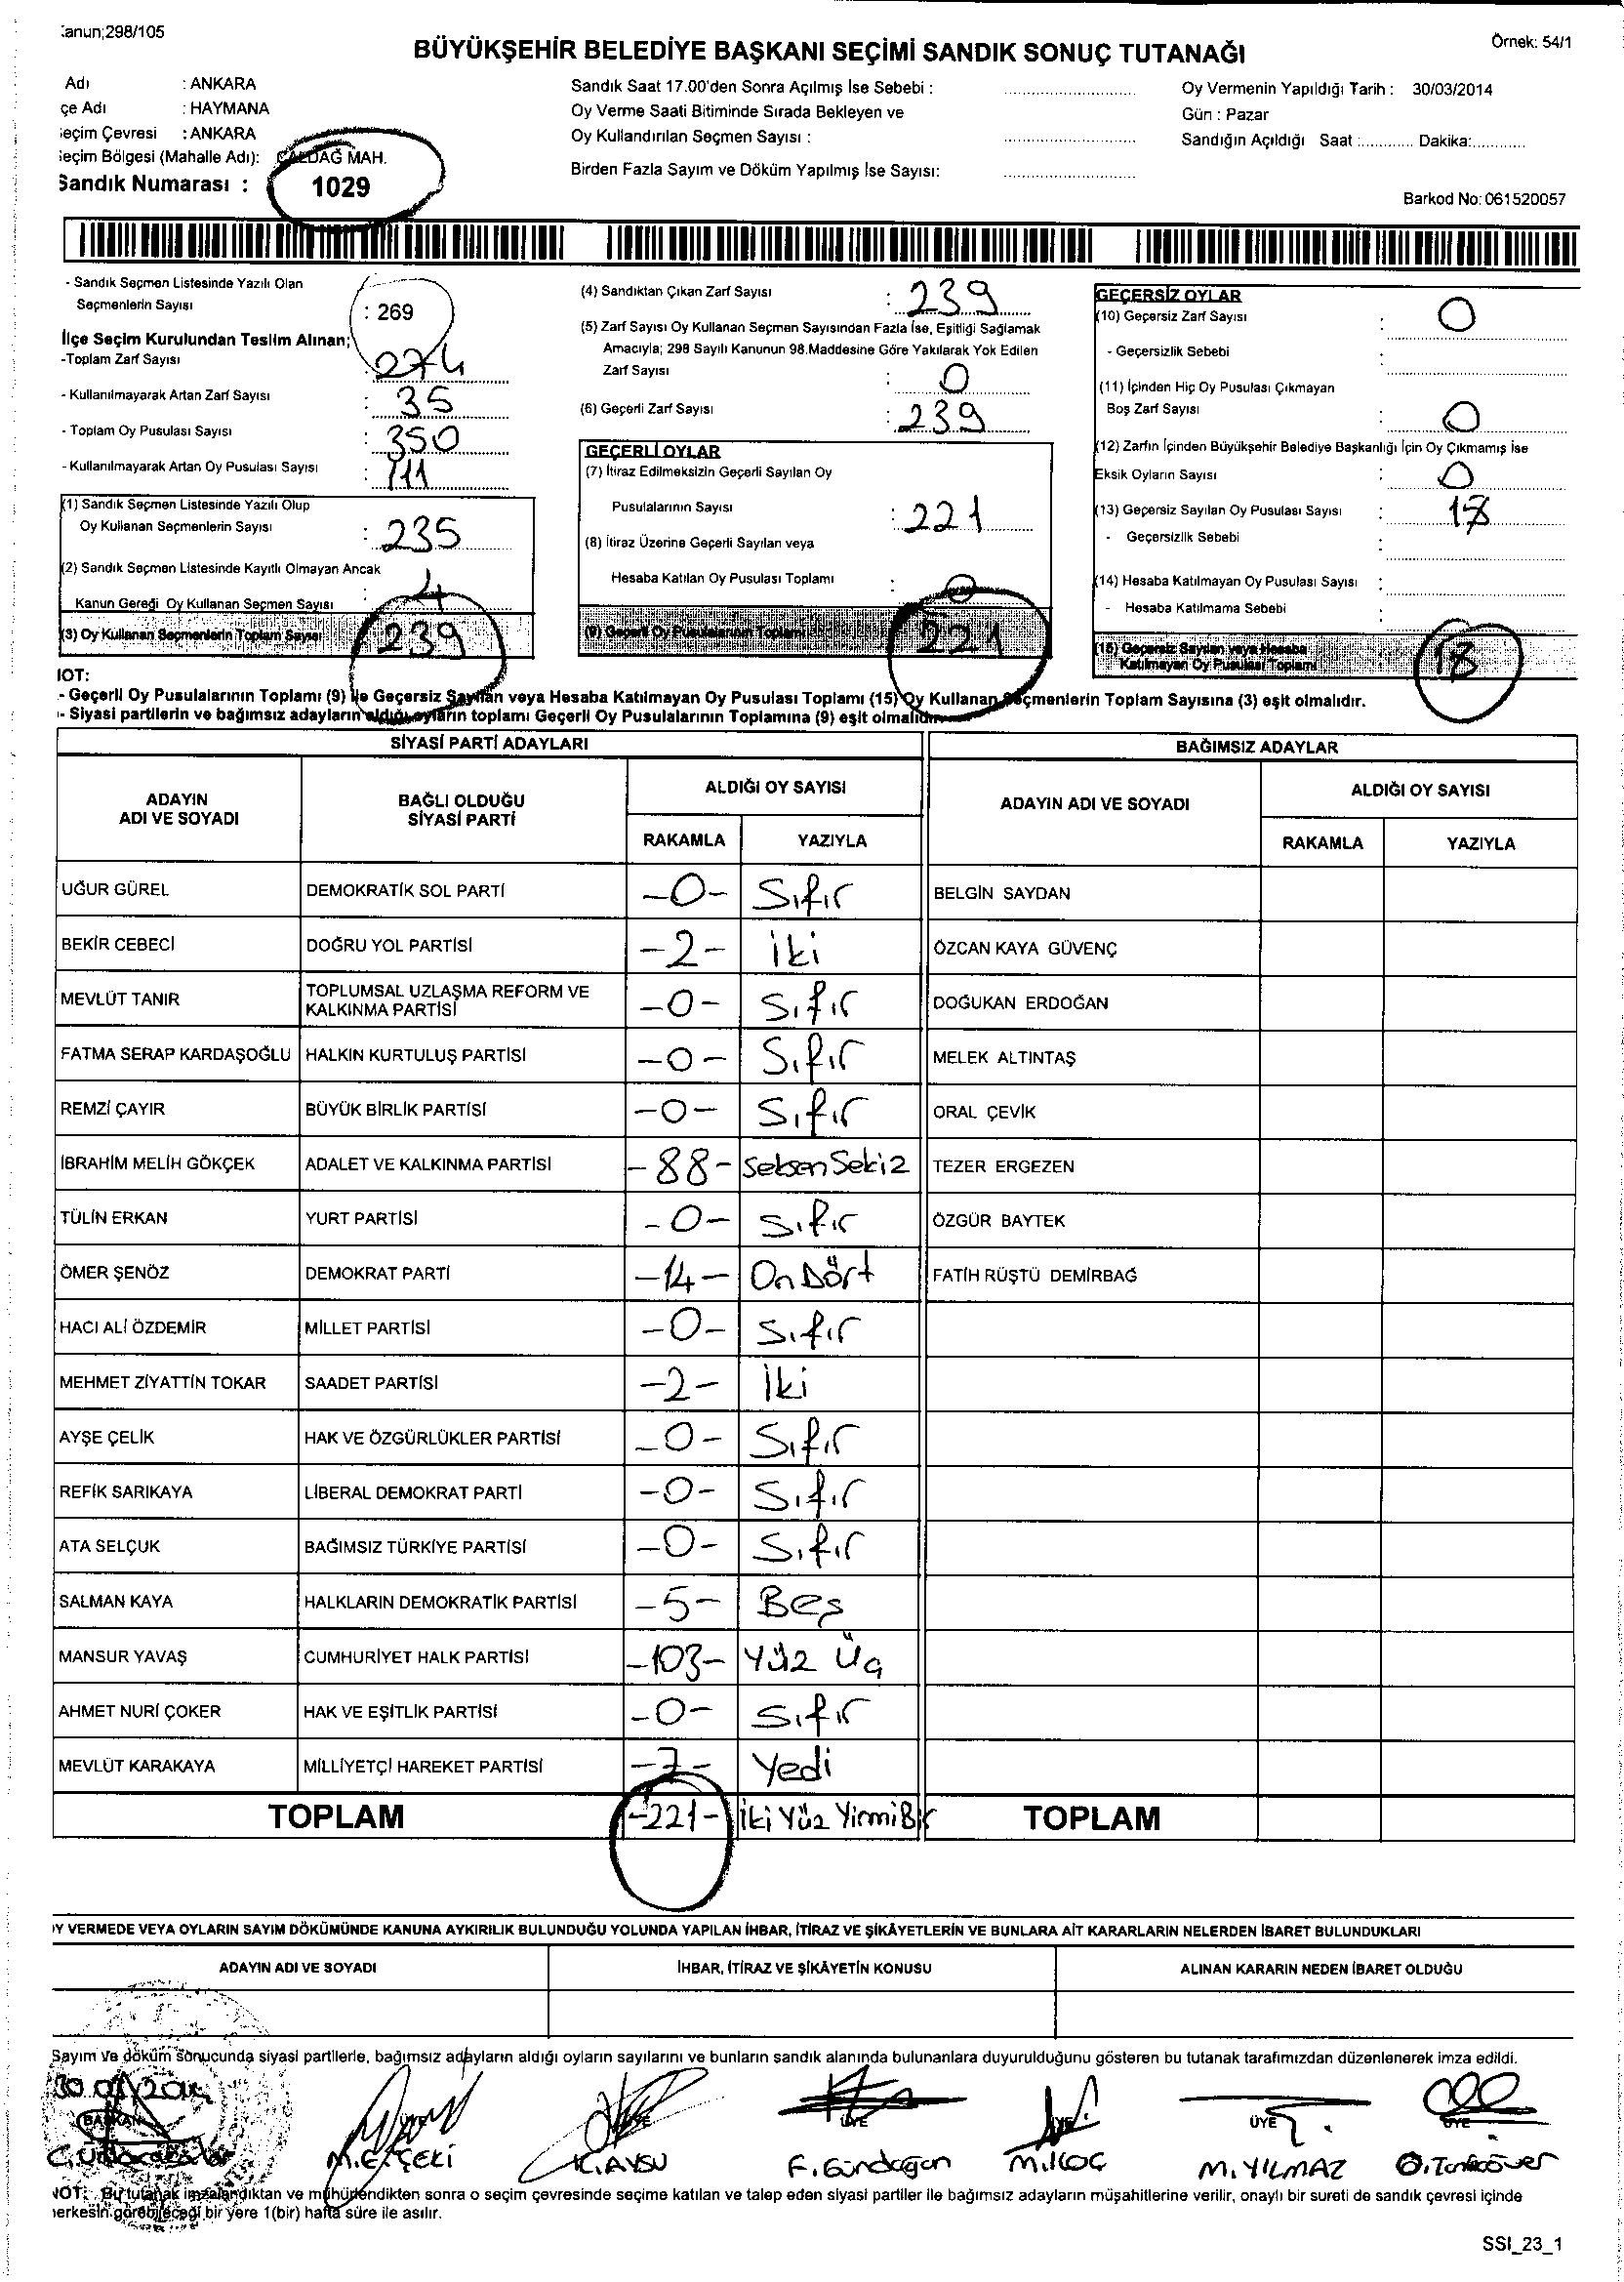 anun;298/105
Örnek: 54/1
BÜYÜKŞEHİR BELEDİYE BAŞKANI SEÇİMİ SANDIK SONUÇ TUTANAĞI
Adı : ANKARA
çe Adı : HAYMANA
eçim Çevresi : ANKARA
eçim Bölgesi (Mahalle Adı): ÇALDAĞ MAH.
Sandık Numarası : 1029
Sandık Saat 17.00'den Sonra Açılmış İse Sebebi :
Oy Verme Saati Bitiminde Sırada Bekleyen ve
Oy Kullandırılan Seçmen Sayısı :
Birden Fazla Sayım ve Döküm Yapılmış İse Sayısı:
Oy Vermenin Yapıldığı Tarih : 30/03/2014
Gün : Pazar
Sandığın Açıldığı Saat :............ Dakika:............
Barkod No: 061520057
- Sandık Seçmen Listesinde Yazılı Olan
Seçmenlerin Sayısı : 269
İlçe Seçim Kurulundan Teslim Alınan;
-Toplam Zarf Sayısı : 274
- Kullanılmayarak Artan Zarf Sayısı : 35
- Toplam Oy Pusulası Sayısı : 350
- Kullanılmayarak Artan Oy Pusulası Sayısı : 111
(1) Sandık Seçmen Listesinde Yazılı Olup
Oy Kullanan Seçmenlerin Sayısı : 235
(2) Sandık Seçmen Listesinde Kayıtlı Olmayan Ancak
Kanun Gereği Oy Kullanan Seçmen Sayısı : 4
(3) Oy Kullanan Seçmenlerin Toplam Sayısı 239
(4) Sandıktan Çıkan Zarf Sayısı : 239
(5) Zarf Sayısı Oy Kullanan Seçmen Sayısından Fazla İse, Eşitliği Sağlamak
Amacıyla; 298 Sayılı Kanunun 98.Maddesine Göre Yakılarak Yok Edilen
Zarf Sayısı : 0
(6) Geçerli Zarf Sayısı : 239
GEÇERLİ OYLAR
(7) İtiraz Edilmeksizin Geçerli Sayılan Oy
Pusulalarının Sayısı : 221
(8) İtiraz Üzerine Geçerli Sayılan veya
Hesaba Katılan Oy Pusulası Toplamı : 0
(9) Geçerli Oy Pusulalarının Toplamı 221
GEÇERSİZ OYLAR
(10) Geçersiz Zarf Sayısı : 0
- Geçersizlik Sebebi :
(11) İçinden Hiç Oy Pusulası Çıkmayan
Boş Zarf Sayısı : 0
(12) Zarfın İçinden Büyükşehir Belediye Başkanlığı İçin Oy Çıkmamış İse
Eksik Oyların Sayısı : 0
(13) Geçersiz Sayılan Oy Pusulası Sayısı : 18
- Geçersizlik Sebebi :
(14) Hesaba Katılmayan Oy Pusulası Sayısı :
- Hesaba Katılmama Sebebi :
(15) Geçersiz Sayılan veya Hesaba
Katılmayan Oy Pusulası Toplamı 18
NOT:
- Geçerli Oy Pusulalarının Toplamı (9) ile Geçersiz Sayılan veya Hesaba Katılmayan Oy Pusulası Toplamı (15) Oy Kullanan Seçmenlerin Toplam Sayısına (3) eşit olmalıdır.
- Siyasi partilerin ve bağımsız adayların aldığı oyların toplamı Geçerli Oy Pusulalarının Toplamına (9) eşit olmalıdır.
SİYASİ PARTİ ADAYLARI BAĞIMSIZ ADAYLAR
ADAYIN ADI VE SOYADI BAĞLI OLDUĞU SİYASİ PARTİ ALDIĞI OY SAYISI ADAYIN ADI VE SOYADI ALDIĞI OY SAYISI
RAKAMLA YAZIYLA RAKAMLA YAZIYLA
UĞUR GÜREL DEMOKRATİK SOL PARTİ -0- Sıfır BELGİN SAYDAN
BEKİR CEBECİ DOĞRU YOL PARTİSİ -2- İki ÖZCAN KAYA GÜVENÇ
MEVLÜT TANIR TOPLUMSAL UZLAŞMA REFORM VE KALKINMA PARTİSİ -0- Sıfır DOĞUKAN ERDOĞAN
FATMA SERAP KARDAŞOĞLU HALKIN KURTULUŞ PARTİSİ -0- Sıfır MELEK ALTINTAŞ
REMZİ ÇAYIR BÜYÜK BİRLİK PARTİSİ -0- Sıfır ORAL ÇEVİK
İBRAHİM MELİH GÖKÇEK ADALET VE KALKINMA PARTİSİ -88- Seksen Sekiz TEZER ERGEZEN
TÜLİN ERKAN YURT PARTİSİ -0- Sıfır ÖZGÜR BAYTEK
ÖMER ŞENÖZ DEMOKRAT PARTİ -14- On Dört FATİH RÜŞTÜ DEMİRBAĞ
HACI ALİ ÖZDEMİR MİLLET PARTİSİ -0- Sıfır
MEHMET ZİYATTİN TOKAR SAADET PARTİSİ -2- İki
AYŞE ÇELİK HAK VE ÖZGÜRLÜKLER PARTİSİ -0- Sıfır
REFİK SARIKAYA LİBERAL DEMOKRAT PARTİ -0- Sıfır
ATA SELÇUK BAĞIMSIZ TÜRKİYE PARTİSİ -0- Sıfır
SALMAN KAYA HALKLARIN DEMOKRATİK PARTİSİ -5- Beş
MANSUR YAVAŞ CUMHURİYET HALK PARTİSİ -103- Yüz Üç
AHMET NURİ ÇOKER HAK VE EŞİTLİK PARTİSİ -0- Sıfır
MEVLÜT KARAKAYA MİLLİYETÇİ HAREKET PARTİSİ -7- Yedi
TOPLAM -221- İki Yüz Yirmi Bir TOPLAM
Y VERMEDE VEYA OYLARIN SAYIM DÖKÜMÜNDE KANUNA AYKIRILIK BULUNDUĞU YOLUNDA YAPILAN İHBAR, İTİRAZ VE ŞİKÂYETLERİN VE BUNLARA AİT KARARLARIN NELERDEN İBARET BULUNDUKLARI
ADAYIN ADI VE SOYADI İHBAR, İTİRAZ VE ŞİKÂYETİN KONUSU ALINAN KARARIN NEDEN İBARET OLDUĞU
Sayım ve döküm sonucunda siyasi partilerle, bağımsız adayların aldığı oyların sayılarını ve bunların sandık alanında bulunanlara duyurulduğunu gösteren bu tutanak tarafımızdan düzenlenerek imza edildi.
BAŞKAN ÜYE ÜYE ÜYE ÜYE ÜYE ÜYE
M.E. ÇEKİ K. AYSU F. Gündoğan M. KOÇ M. YILMAZ
NOT: Bu tutanak imzalandıktan ve mühürlendikten sonra o seçim çevresinde seçime katılan ve talep eden siyasi partiler ile bağımsız adayların müşahitlerine verilir, onaylı bir sureti de sandık çevresi içinde
herkesin görebileceği bir yere 1(bir) hafta süre ile asılır.
SSI_23_1